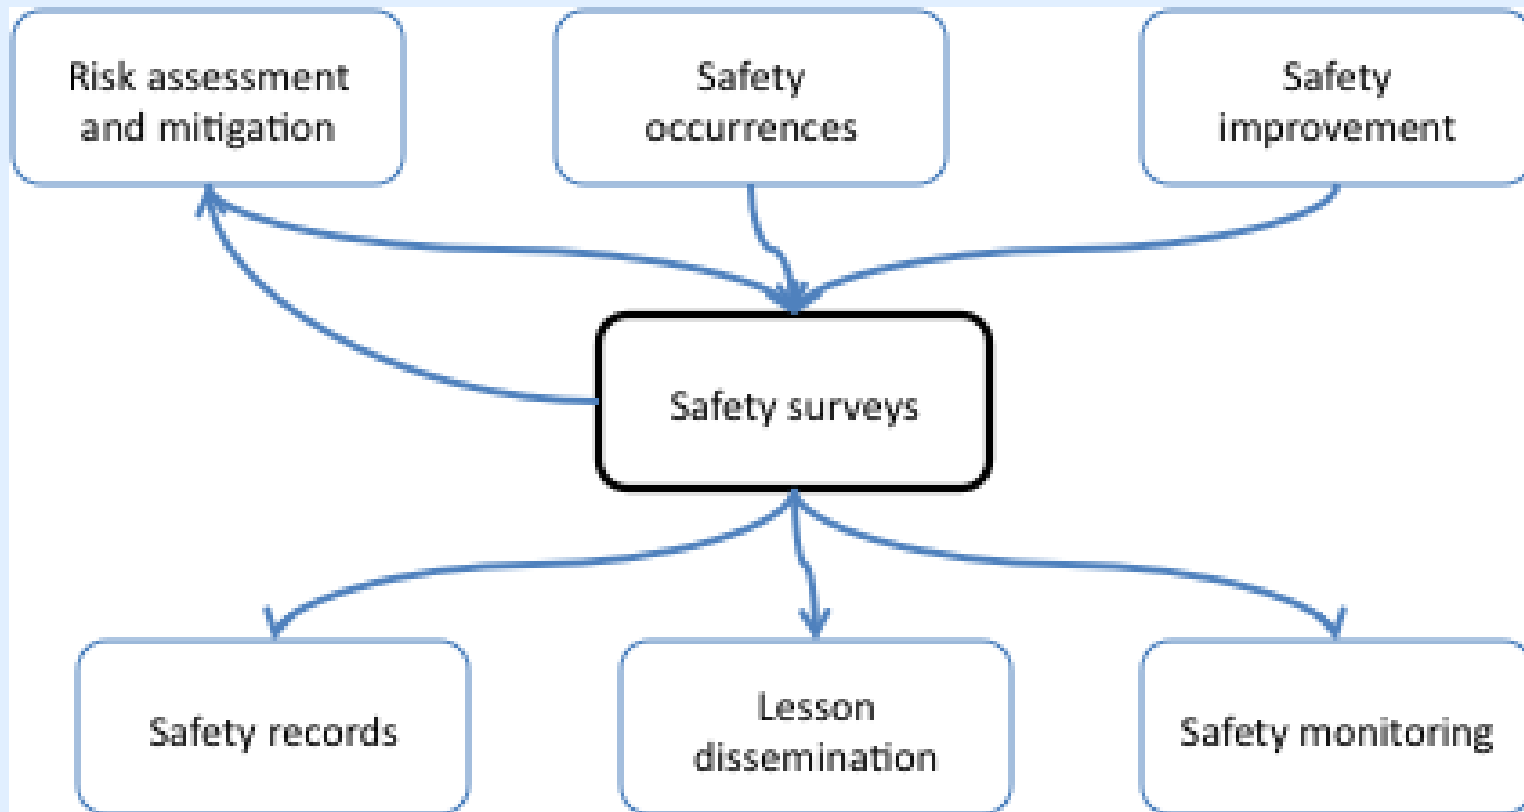 Risk assessment
and mitigation
Safety
occurrences
Safety
improvement
Safety surveys
Safety records
Lesson
dissemination
Safety monitoring